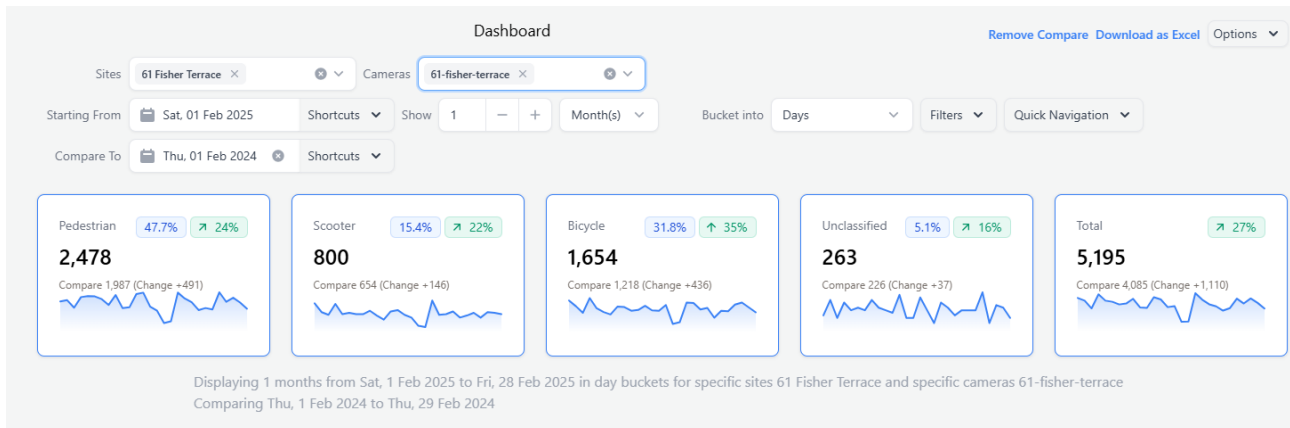 Dashboard
Remove Compare Download as Excel Options
Sites 61 Fisher Terrace Cameras 61-fisher-terrace
Starting From Sat, 01 Feb 2025 Shortcuts Show 1 Month(s) Bucket into Days Filters Quick Navigation
Compare To Thu, 01 Feb 2024 Shortcuts
Pedestrian 47.7% 24%
2,478
Compare 1,987 (Change +491)
Scooter 15.4% 22%
800
Compare 654 (Change +146)
Bicycle 31.8% 35%
1,654
Compare 1,218 (Change +436)
Unclassified 5.1% 16%
263
Compare 226 (Change +37)
Total 27%
5,195
Compare 4,085 (Change +1,110)
Displaying 1 months from Sat, 1 Feb 2025 to Fri, 28 Feb 2025 in day buckets for specific sites 61 Fisher Terrace and specific cameras 61-fisher-terrace
Comparing Thu, 1 Feb 2024 to Thu, 29 Feb 2024